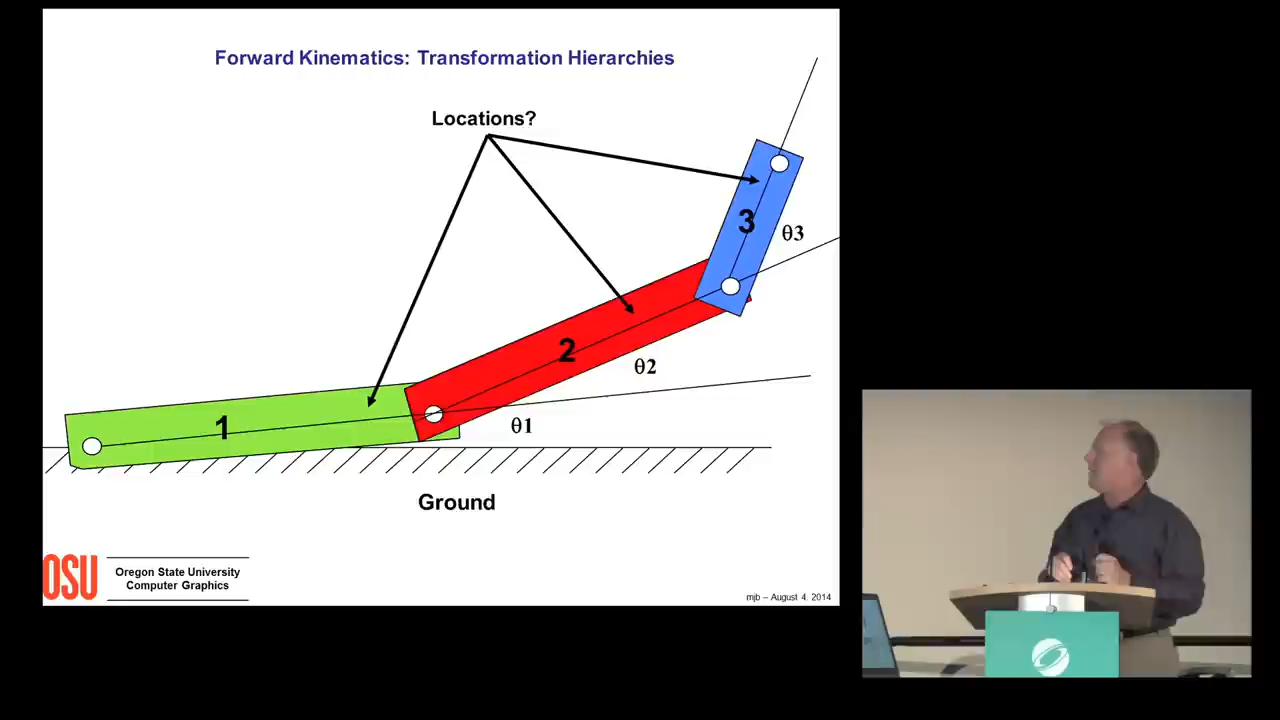 Forward Kinematics: Transformation Hierarchies
Locations?
3
θ3
2
θ2
1
θ1
Ground
OSU
Oregon State University
Computer Graphics
mjb – August 4, 2014